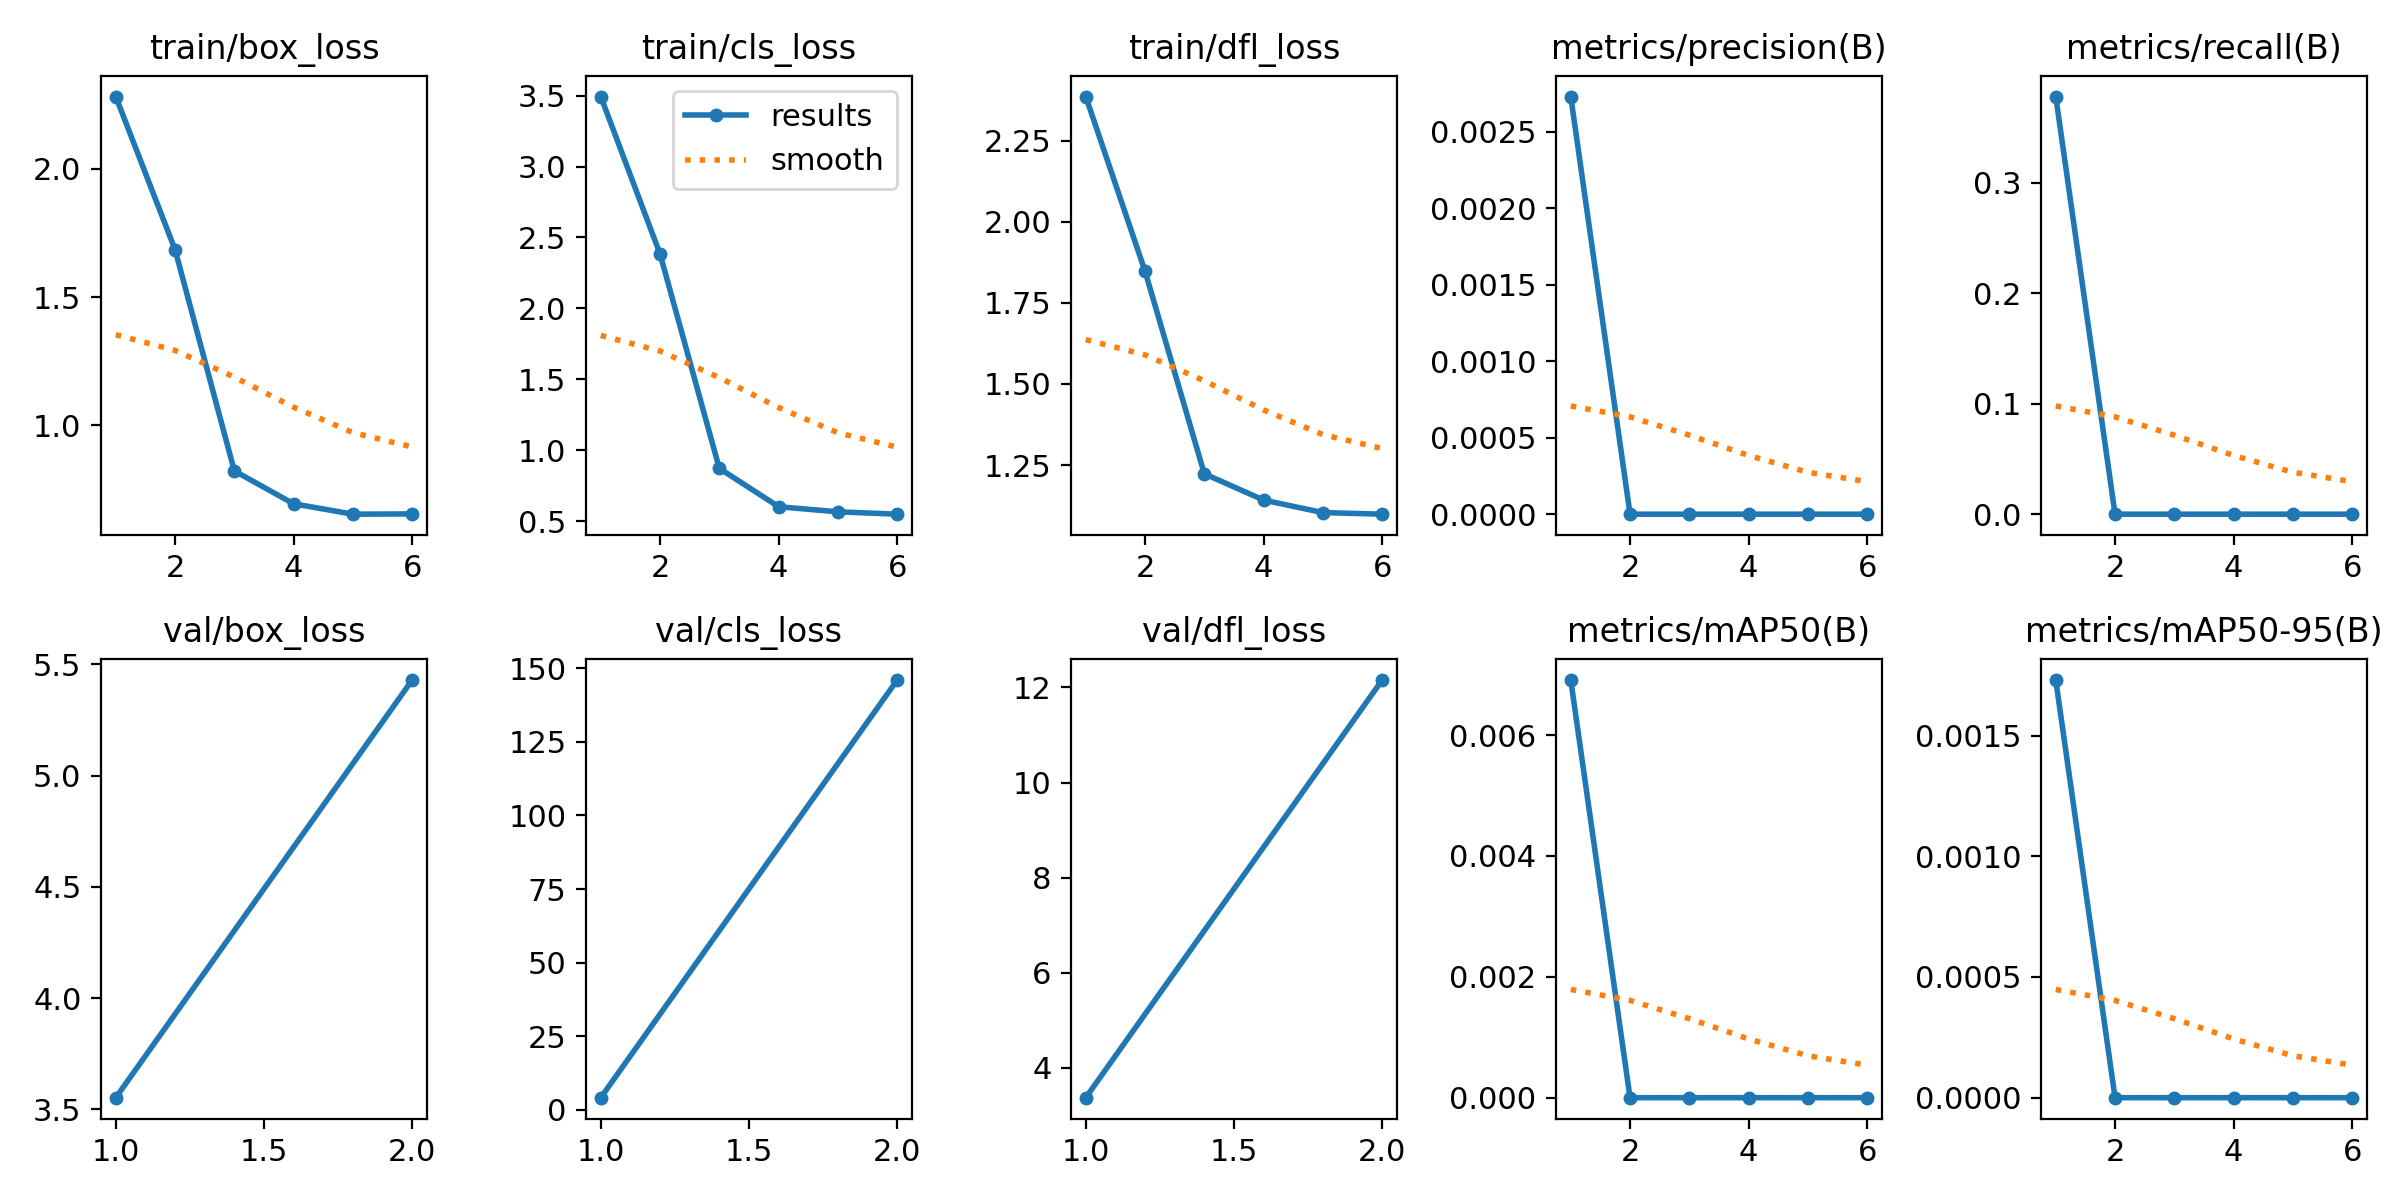 train/box_loss
2.0
1.5
1.0
2 4 6
train/cls_loss
3.5
3.0
2.5
2.0
1.5
1.0
0.5
2 4 6
results
smooth
train/dfl_loss
2.25
2.00
1.75
1.50
1.25
2 4 6
metrics/precision(B)
0.0025
0.0020
0.0015
0.0010
0.0005
0.0000
2 4 6
metrics/recall(B)
0.3
0.2
0.1
0.0
2 4 6
val/box_loss
5.5
5.0
4.5
4.0
3.5
1.0 1.5 2.0
val/cls_loss
150
125
100
75
50
25
0
1.0 1.5 2.0
val/dfl_loss
12
10
8
6
4
1.0 1.5 2.0
metrics/mAP50(B)
0.006
0.004
0.002
0.000
2 4 6
metrics/mAP50-95(B)
0.0015
0.0010
0.0005
0.0000
2 4 6